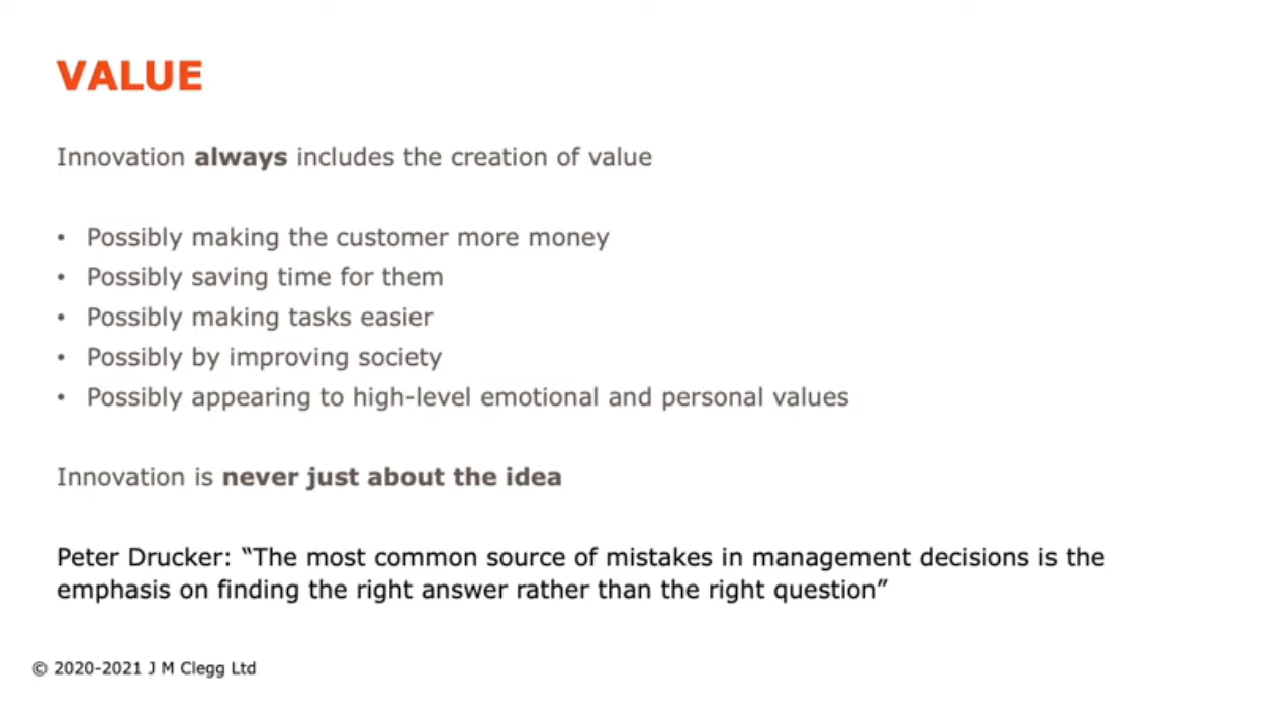 VALUE
Innovation always includes the creation of value
• Possibly making the customer more money
• Possibly saving time for them
• Possibly making tasks easier
• Possibly by improving society
• Possibly appearing to high-level emotional and personal values
Innovation is never just about the idea
Peter Drucker: “The most common source of mistakes in management decisions is the
emphasis on finding the right answer rather than the right question”
© 2020-2021 J M Clegg Ltd